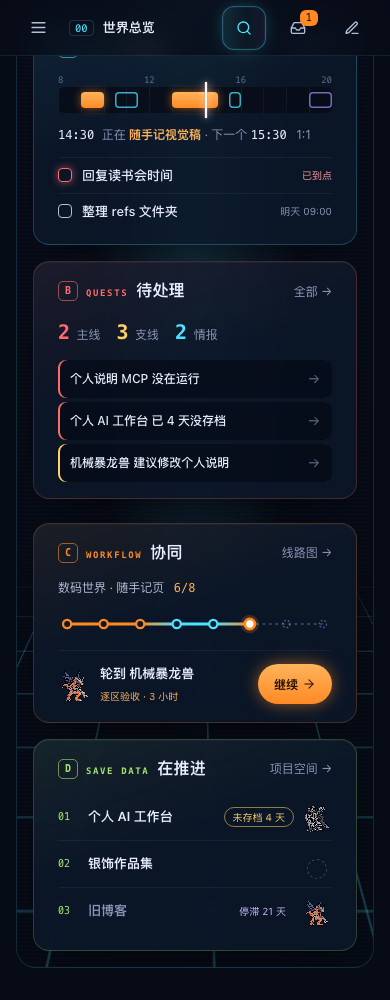 00 世界总览 1
8 12 16 20
14:30 正在 随手记视觉稿 · 下一个 15:30 1:1
回复读书会时间 已到点
整理 refs 文件夹 明天 09:00
B QUESTS 待处理 全部 →
2 主线 3 支线 2 情报
个人说明 MCP 没在运行 →
个人 AI 工作台 已 4 天没存档 →
机械暴龙兽 建议修改个人说明 →
C WORKFLOW 协同 线路图 →
数码世界 · 随手记页 6/8
轮到 机械暴龙兽
逐区验收 · 3 小时
继续 →
D SAVE DATA 在推进 项目空间 →
01 个人 AI 工作台 未存档 4 天
02 银饰作品集
03 旧博客 停滞 21 天